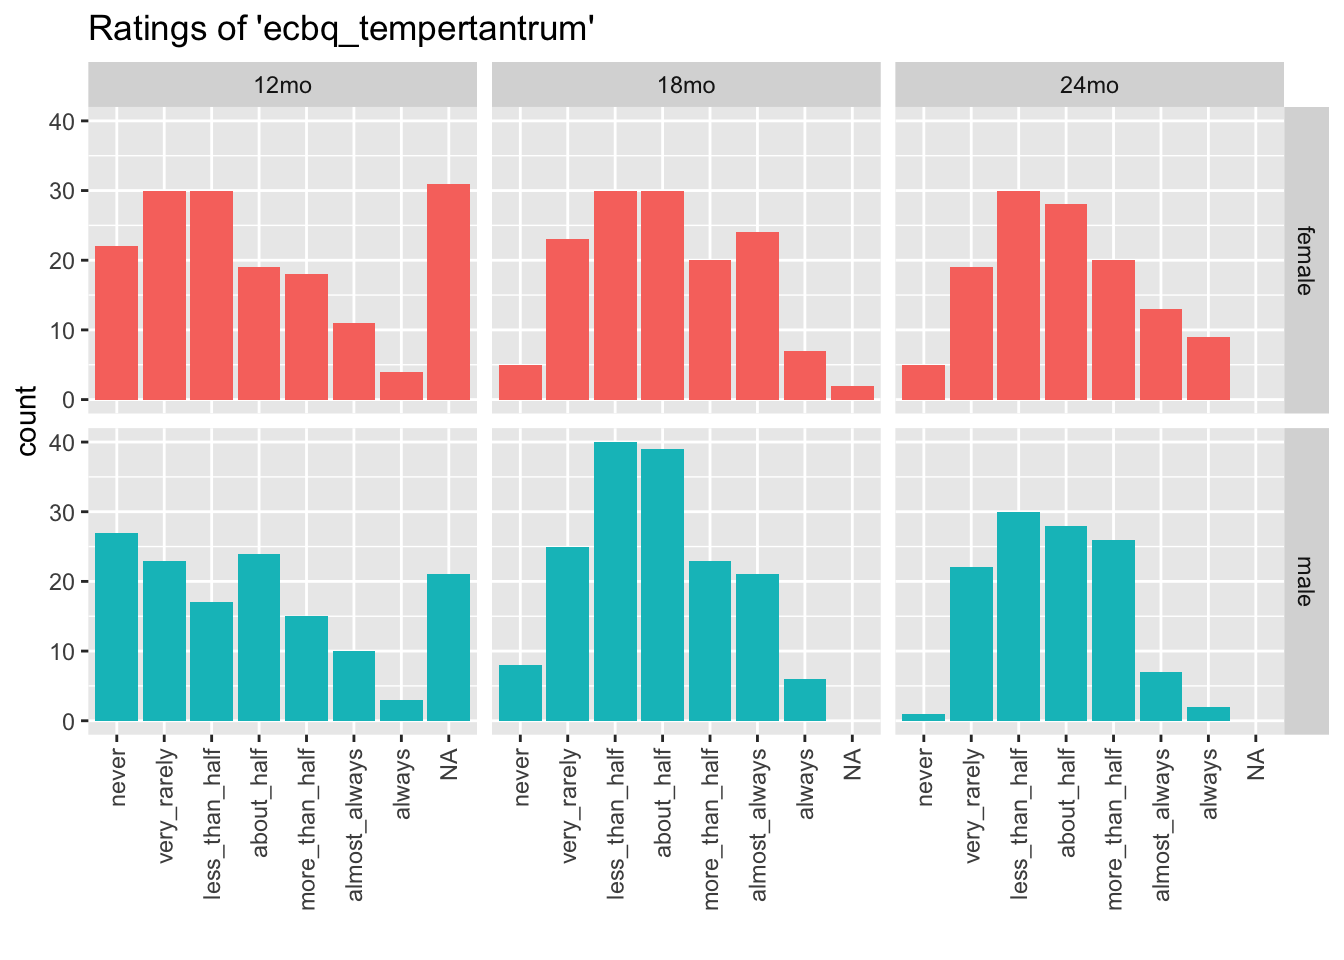 Ratings of 'ecbq_tempertantrum'
12mo 18mo 24mo
40
30
20
10
0
female
count
40
30
20
10
0
male
never very_rarely less_than_half about_half more_than_half almost_always always NA never very_rarely less_than_half about_half more_than_half almost_always always NA never very_rarely less_than_half about_half more_than_half almost_always always NA